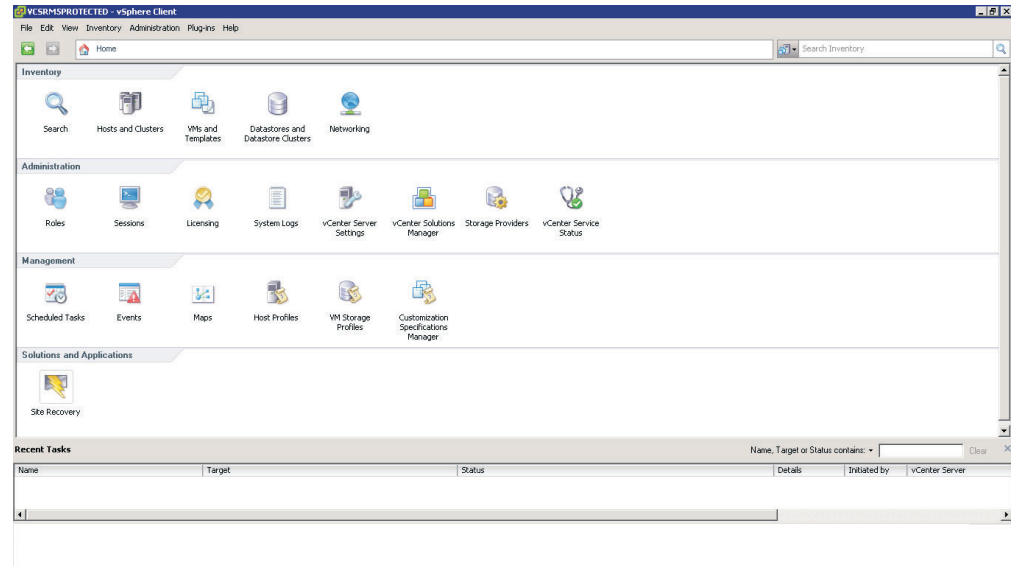 VCSRMSPROTECTED - vSphere Client
File Edit View Inventory Administration Plug-ins Help
Home
Search Inventory
Inventory
Search
Hosts and Clusters
VMs and Templates
Datastores and Datastore Clusters
Networking
Administration
Roles
Sessions
Licensing
System Logs
vCenter Server Settings
vCenter Solutions Manager
Storage Providers
vCenter Service Status
Management
Scheduled Tasks
Events
Maps
Host Profiles
VM Storage Profiles
Customization Specifications Manager
Solutions and Applications
Site Recovery
Recent Tasks
Name, Target or Status contains:
Clear
Name Target Status Details Initiated by vCenter Server